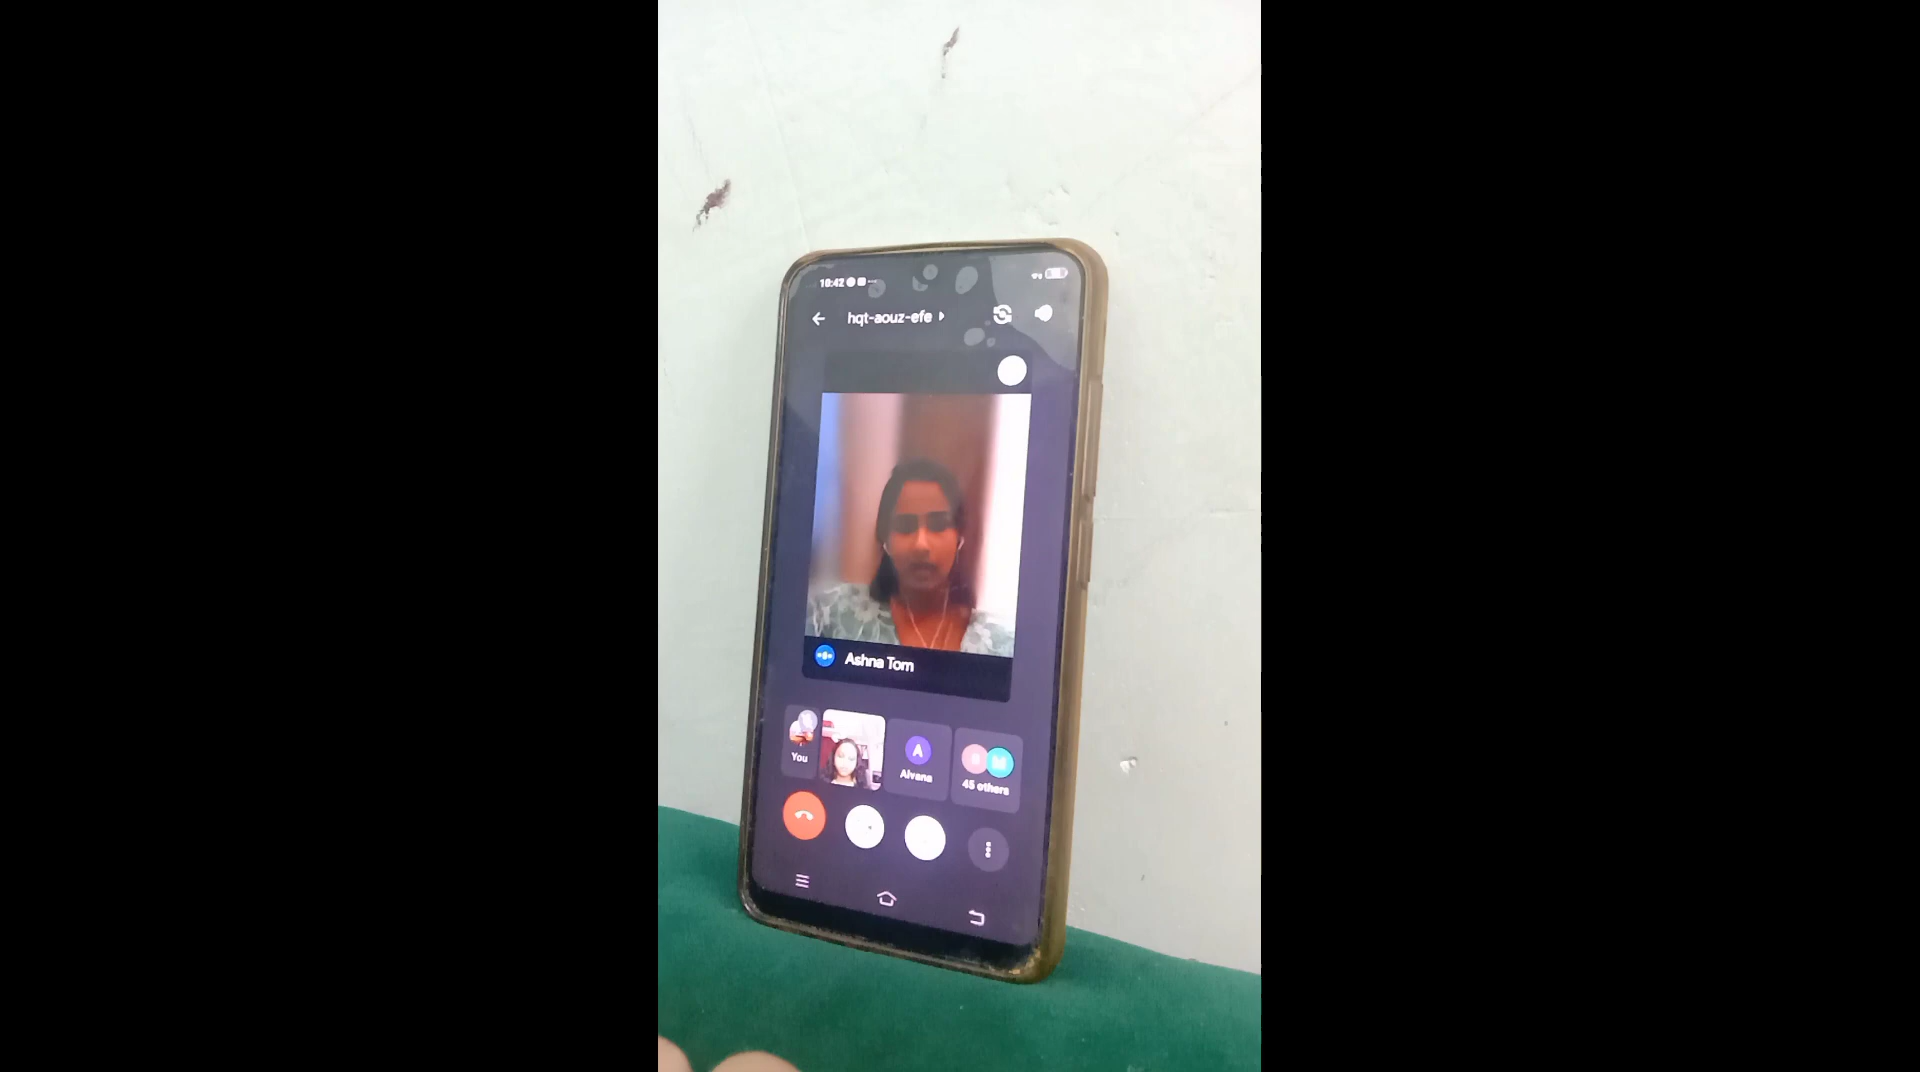 10:42
hqt-aouz-efe
Ashna Tom
You
A
Alvana
M
45 others